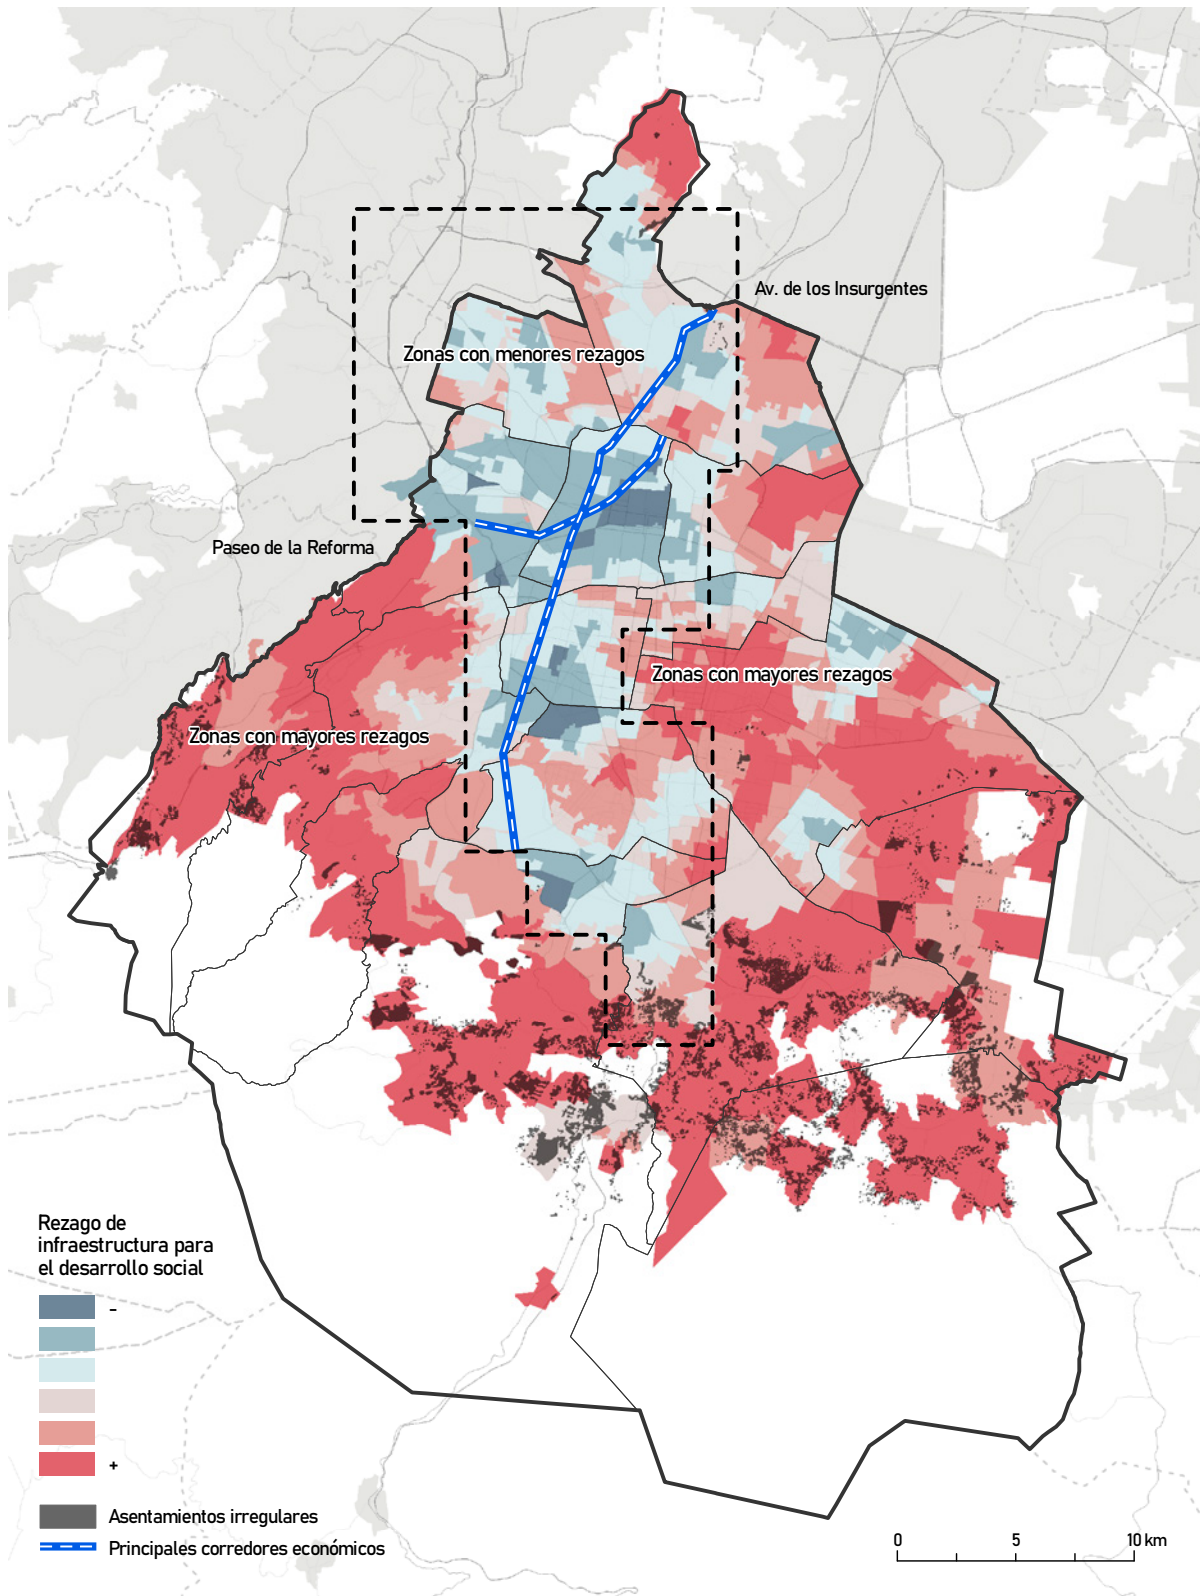 Av. de los Insurgentes
Zonas con menores rezagos
Paseo de la Reforma
Zonas con mayores rezagos
Zonas con mayores rezagos
Rezago de
infraestructura para
el desarrollo social
-
+
Asentamientos irregulares
Principales corredores económicos
0 5 10 km